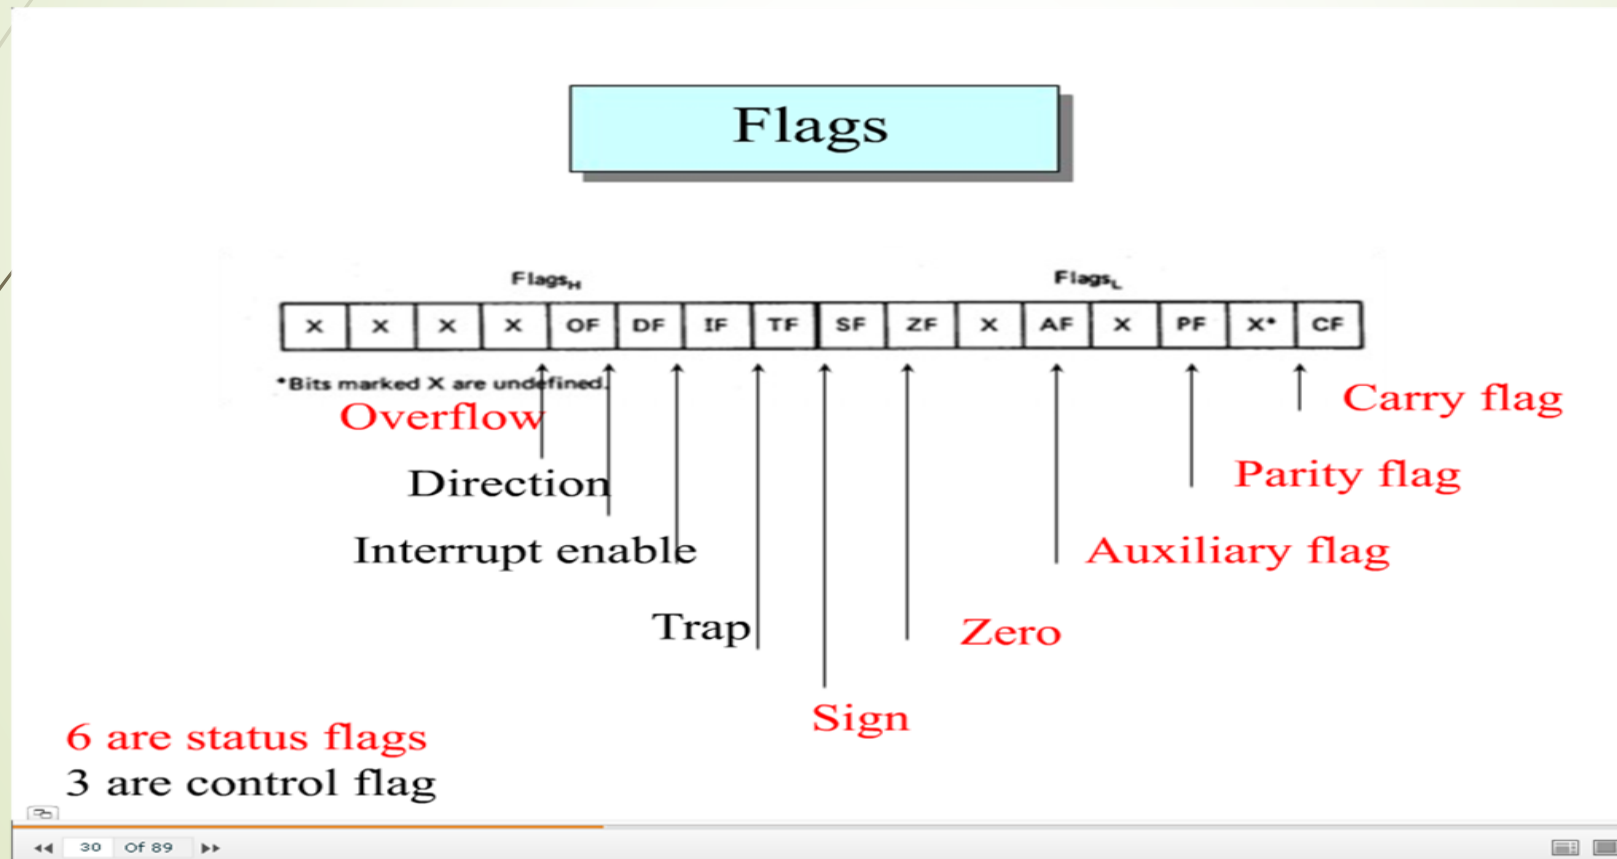 Flags
FlagsH FlagsL
X X X X OF DF IF TF SF ZF X AF X PF X* CF
*Bits marked X are undefined.
Overflow
Carry flag
Direction
Parity flag
Interrupt enable
Auxiliary flag
Trap
Zero
Sign
6 are status flags
3 are control flag
30 Of 89